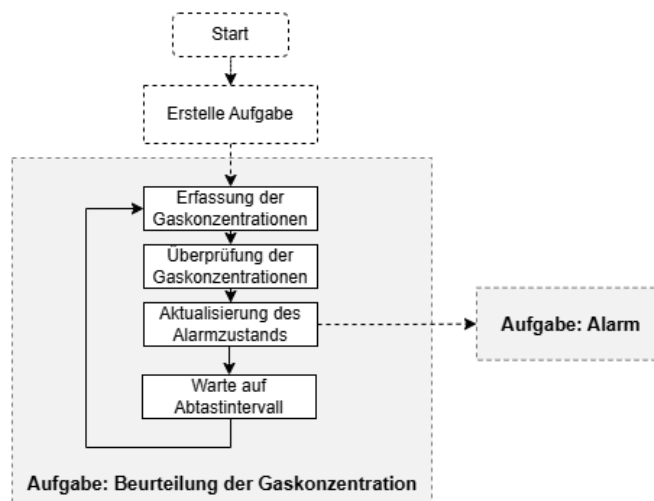 Start
Erstelle Aufgabe
Erfassung der
Gaskonzentrationen
Überprüfung der
Gaskonzentrationen
Aktualisierung des
Alarmzustands
Aufgabe: Alarm
Warte auf
Abtastintervall
Aufgabe: Beurteilung der Gaskonzentration